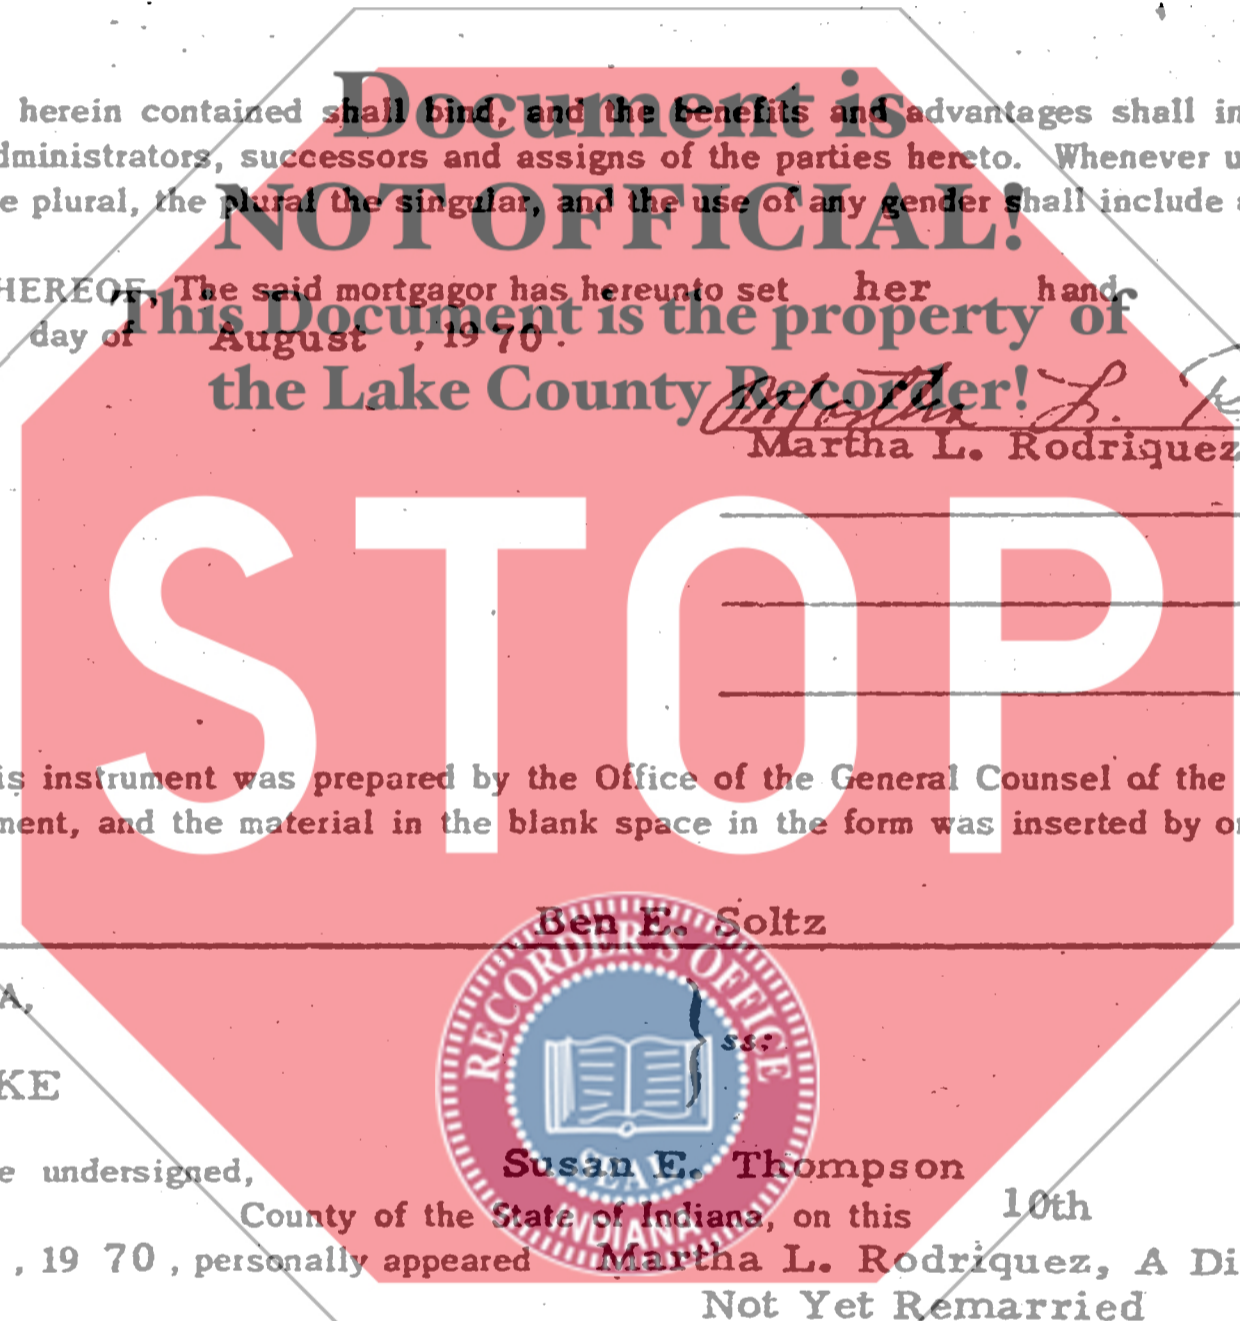 Document is
herein contained shall bind, and the benefits and advantages shall
administrators, successors and assigns of the parties hereto. Whenever
NOT OFFICIAL!
plural, the plural the singular, and the use of any gender shall include
HEREOF, The said mortgagor has hereunto set her hand
This Document is the property of
day of August , 19 70.
the Lake County Recorder!
Martha L.
Martha L. Rodriquez
STOP
instrument was prepared by the Office of the General Counsel of the
ment, and the material in the blank space in the form was inserted by
Ben E. Soltz
RECORDER'S OFFICE
A,
ss:
KE
undersigned, Susan E. Thompson
SEAL
County of the State of Indiana, on this 10th
INDIANA
, 19 70 , personally appeared Martha L. Rodriquez, A Di
Not Yet Remarried